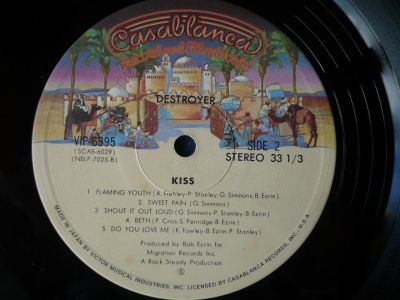 Casablanca
Record and FilmWorks
DESTROYER
VIP-6395
(SCAB-6029)
(NBLP-7025-B)
SIDE 2
STEREO 33 1/3
KISS
1 FLAMING YOUTH (A. Frehley-P. Stanley-G. Simmons-B. Ezrin)
2. SWEET PAIN (G. Simmons)
3 SHOUT IT OUT LOUD (G. Simmons-P. Stanley-B. Ezrin)
4. BETH (P. Criss-S. Penridge-B. Ezrin)
5. DO YOU LOVE ME (K. Fowley-B. Ezrin-P. Stanley)
Produced by Bob Ezrin for
Migration Records Inc.
A Rock Steady Production
MADE IN JAPAN BY VICTOR MUSICAL INDUSTRIES, INC. LICENSED BY CASABLANCA RECORDS, INC., U.S.A.